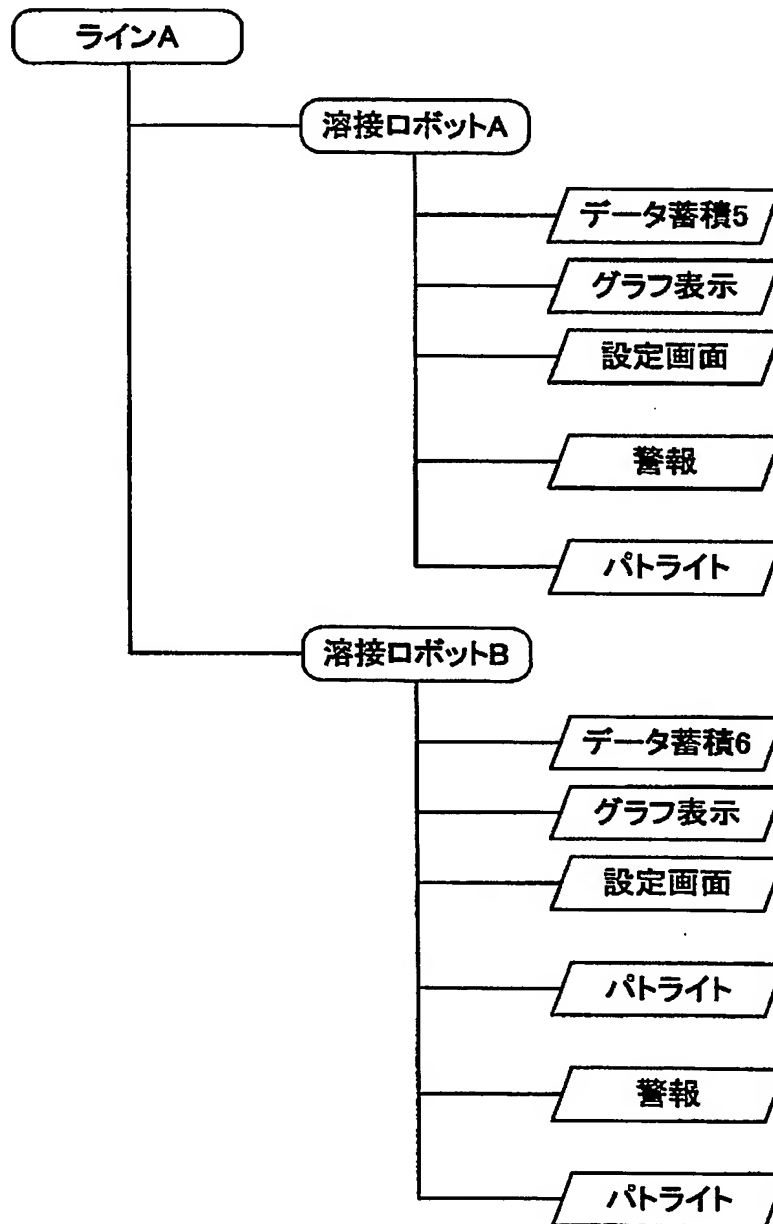 ラインA
溶接ロボットA
データ蓄積5
グラフ表示
設定画面
警報
パトライト
溶接ロボットB
データ蓄積6
グラフ表示
設定画面
パトライト
警報
パトライト